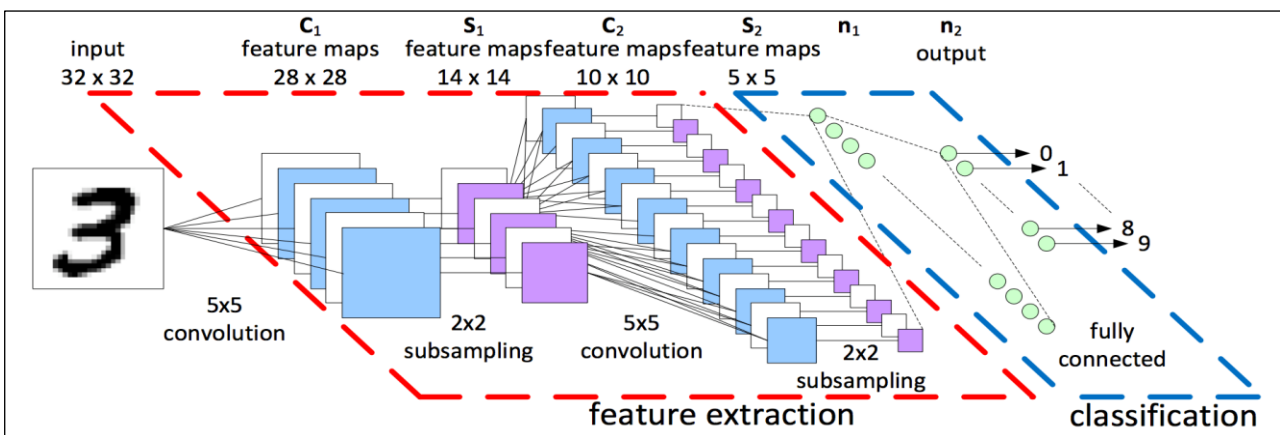 C₁ S₁ C₂ S₂ n₁ n₂
input feature maps feature maps feature maps feature maps output
32 x 32 28 x 28 14 x 14 10 x 10 5 x 5
0
1
8
9
5x5
convolution
2x2
subsampling
5x5
convolution
2x2
subsampling
fully
connected
feature extraction
classification